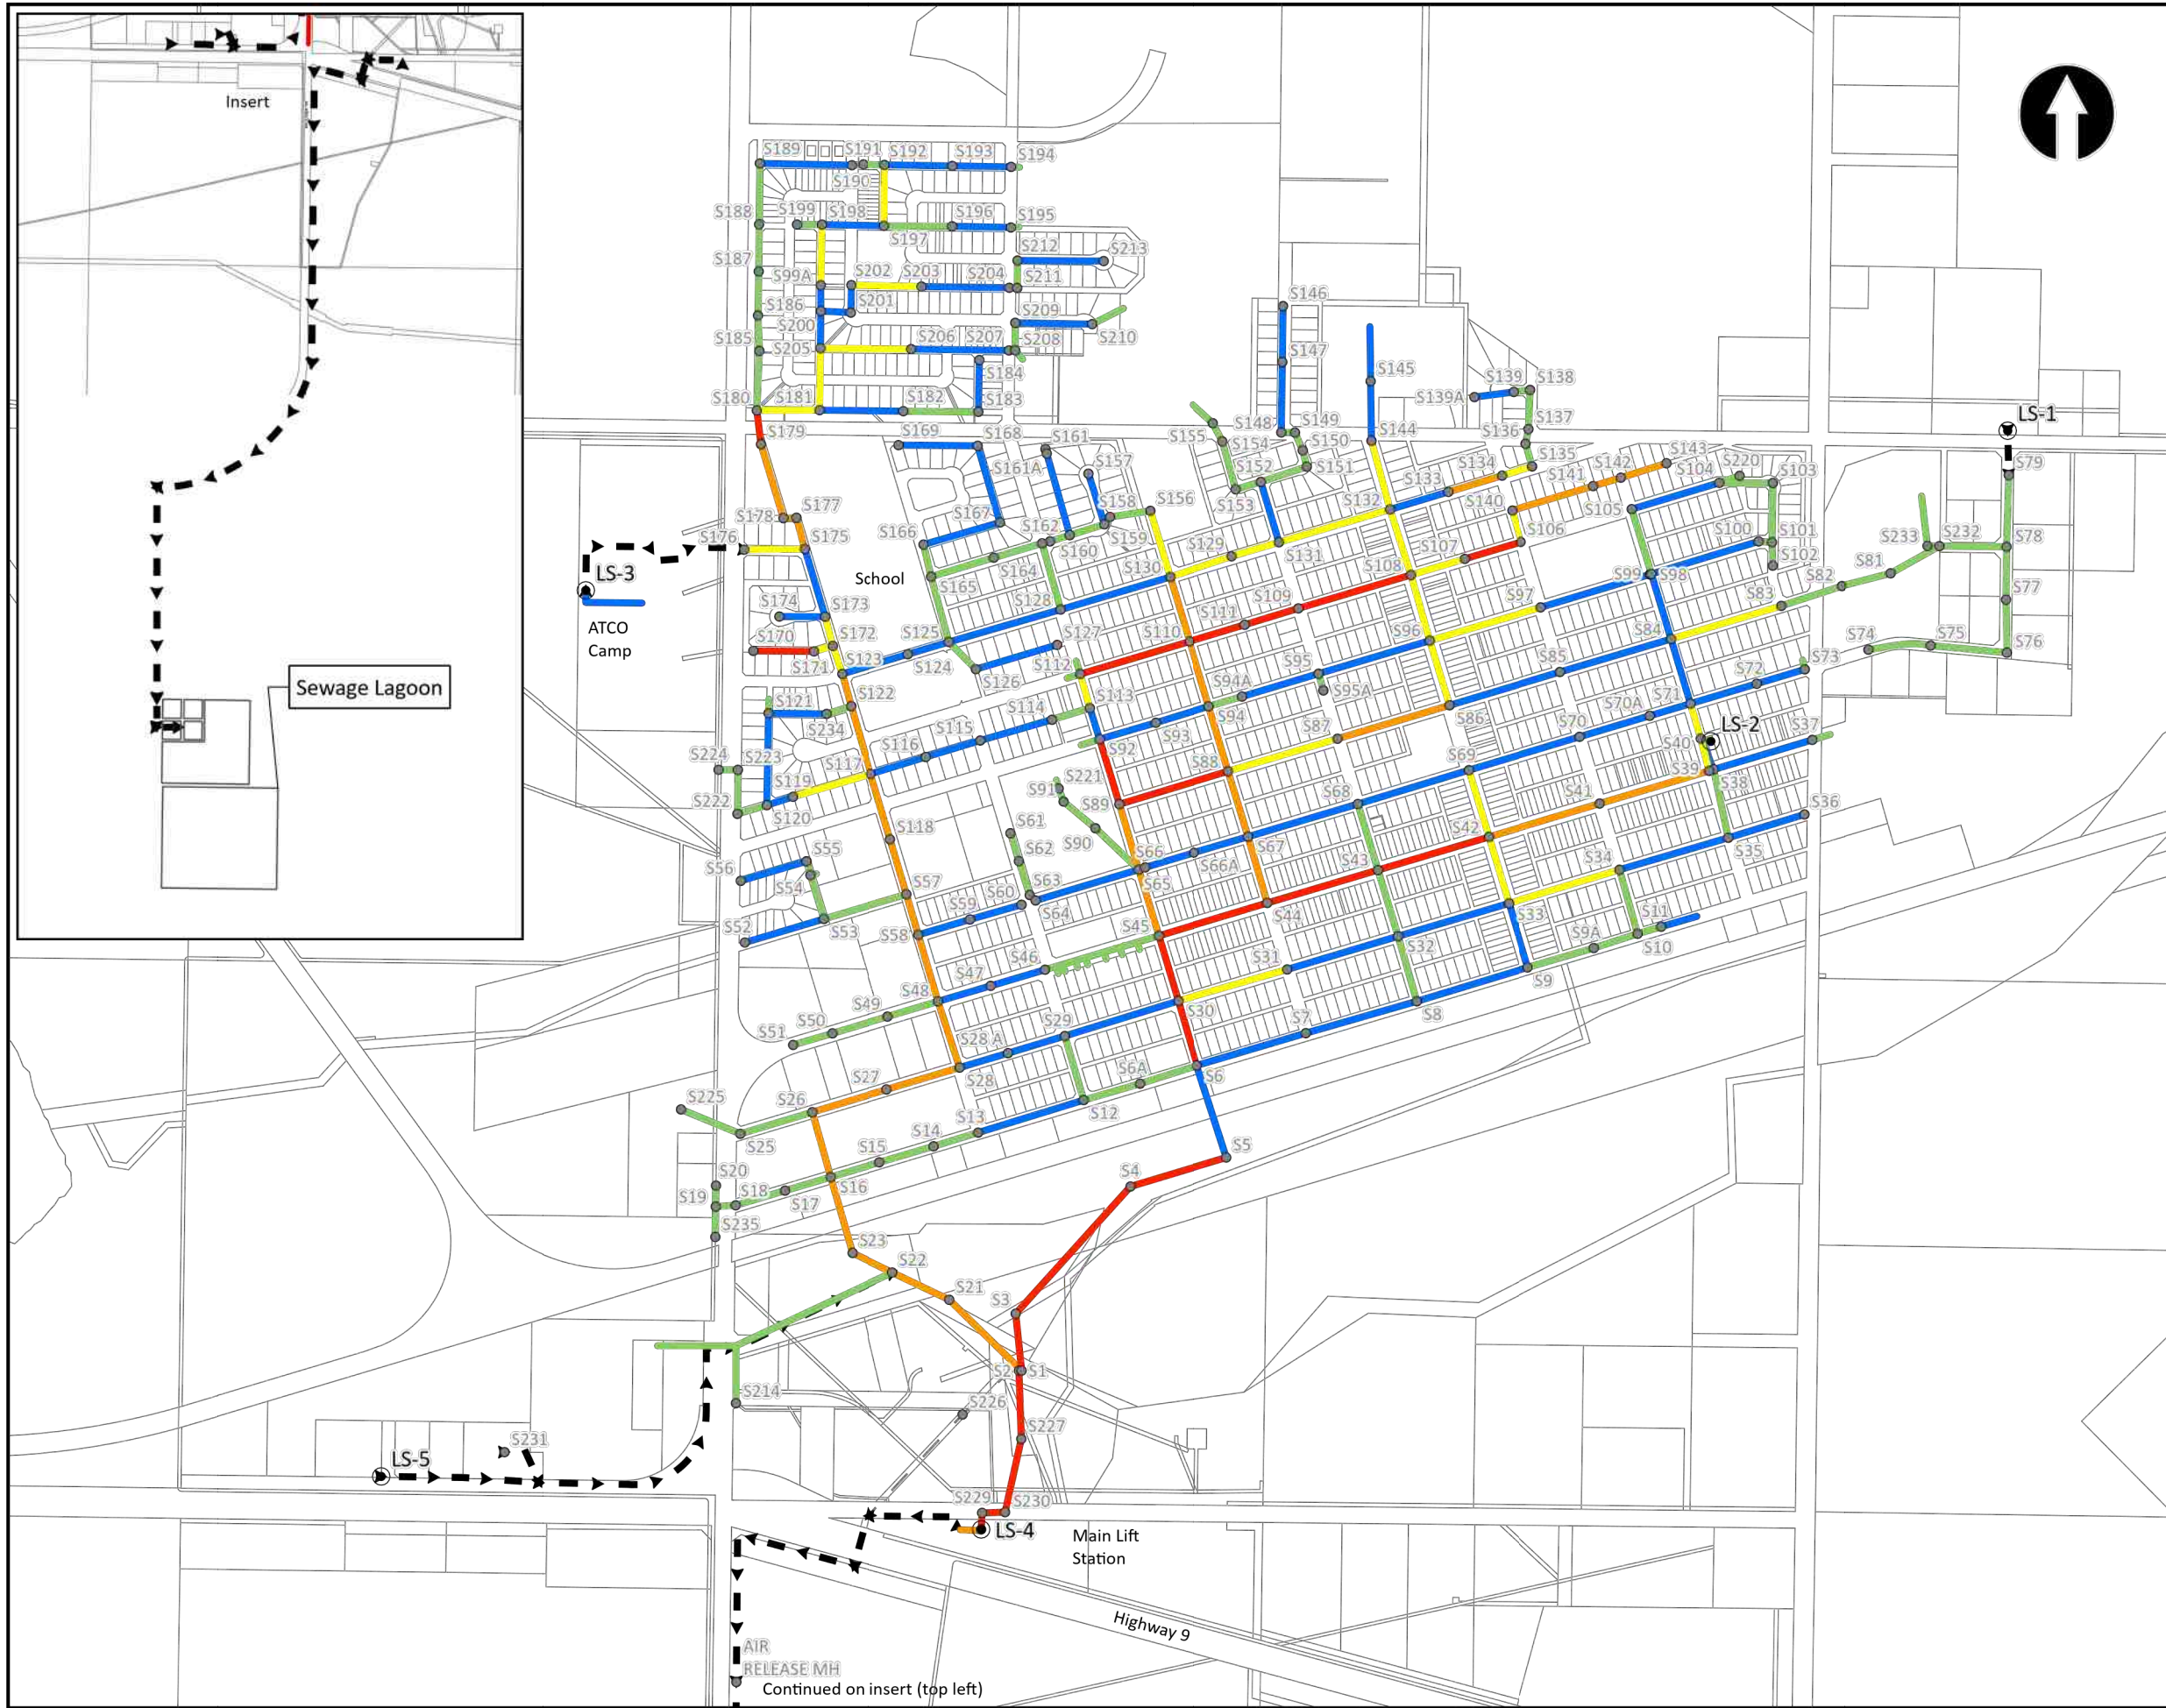 Insert
Sewage Lagoon
S189
S191
S192
S193
S194
S190
S188
S199
S198
S196
S195
S197
S212
S213
S187
S99A
S202
S203
S204
S211
S186
S201
S209
S146
S200
S185
S205
S206
S207
S208
S210
S147
S184
S145
S139
S138
S139A
S180
S181
S182
S183
S137
LS-1
S179
S169
S168
S161
S155
S148
S149
S144
S136
S154
S150
S161A
S157
S152
S151
S135
S143
S79
S134
S141
S142
S104
S220
S103
S133
S178
S177
S158
S156
S153
S132
S140
S105
S167
S162
S176
S175
S166
S159
S160
S129
S131
S107
S106
S100
S101
S233
S232
S78
LS-3
School
S164
S130
S108
S99
S98
S102
S81
S165
S82
S77
S174
S173
S128
S111
S109
S97
S83
ATCO
Camp
S170
S172
S125
S127
S110
S96
S84
S74
S75
S76
S171
S123
S124
S112
S126
S95
S85
S72
S73
S121
S122
S113
S94A
S95A
S71
S234
S114
S94
S86
S70A
S115
S93
S87
S70
LS-2
S37
S116
S92
S40
S224
S223
S117
S69
S119
S221
S88
S39
S38
S91
S222
S120
S89
S68
S41
S36
S118
S61
S90
S42
S55
S62
S66
S66A
S67
S35
S56
S65
S43
S34
S54
S57
S60
S63
S59
S64
S44
S33
S11
S52
S53
S58
S45
S9A
S10
S46
S31
S32
S47
S9
S49
S48
S50
S30
S51
S29
S7
S8
S28 A
S6A
S27
S28
S6
S225
S26
S12
S13
S25
S14
S15
S5
S20
S4
S18
S16
S19
S17
S235
S23
S22
S21
S3
S2
S1
S214
S226
S227
S231
LS-5
S229
S230
LS-4
Main Lift
Station
Highway 9
AIR
RELEASE MH
Continued on insert (top left)